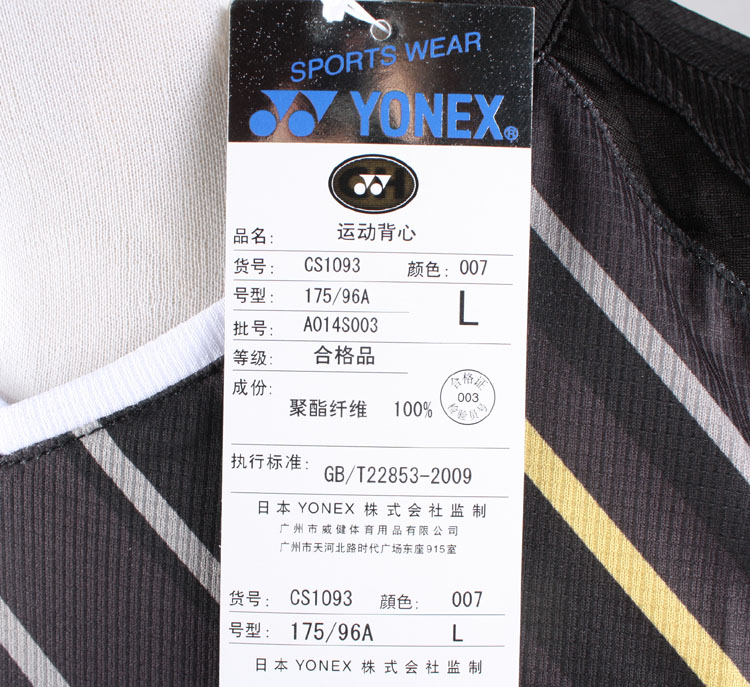 SPORTS WEAR
YONEX®
品名: 运动背心
货号: CS1093 颜色: 007
号型: 175/96A L
批号: A014S003
等级: 合格品
成份: 聚酯纤维 100%
合格证
003
检验员号
执行标准: GB/T22853-2009
日本 YONEX 株式会社监制
广州市威健体育用品有限公司
广州市天河北路时代广场东座915室
货号: CS1093 顔色: 007
号型: 175/96A L
日本 YONEX 株式会社监制